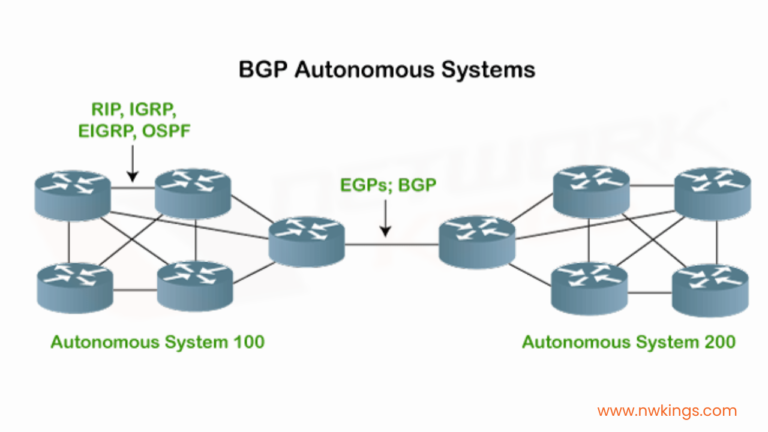 BGP Autonomous Systems
RIP, IGRP,
EIGRP, OSPF
EGPs; BGP
Autonomous System 100
Autonomous System 200
www.nwkings.com